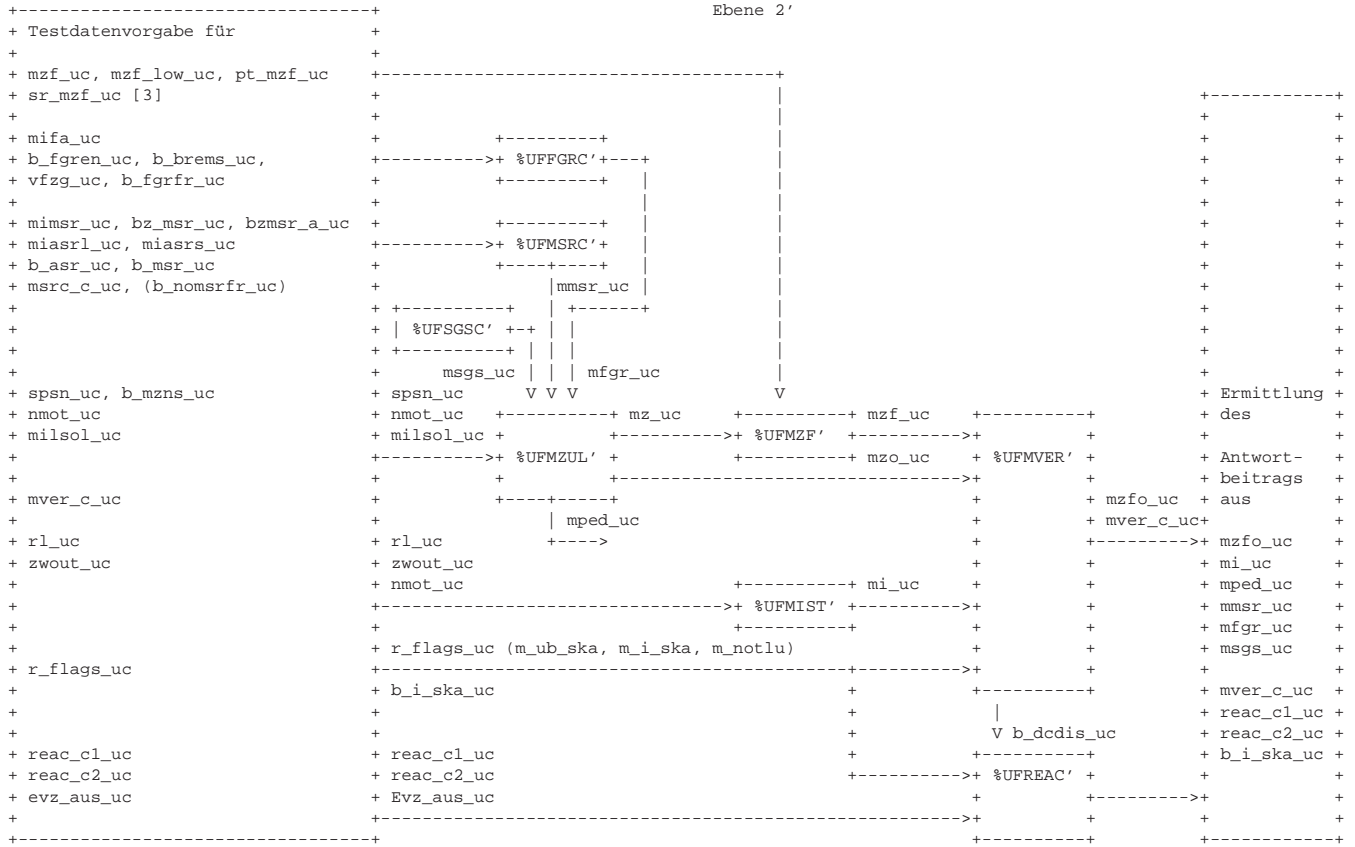 Ebene 2’
Testdatenvorgabe für
mzf_uc, mzf_low_uc, pt_mzf_uc
sr_mzf_uc [3]
mifa_uc
b_fgren_uc, b_brems_uc, %UFFGRC’
vfzg_uc, b_fgrfr_uc
mimsr_uc, bz_msr_uc, bzmsr_a_uc
miasrl_uc, miasrs_uc %UFMSRC’
b_asr_uc, b_msr_uc
msrc_c_uc, (b_nomsrfr_uc) mmsr_uc
%UFSGSC’
msgs_uc mfgr_uc
spsn_uc, b_mzns_uc spsn_uc V V V V Ermittlung
nmot_uc nmot_uc mz_uc mzf_uc des
milsol_uc milsol_uc %UFMZF’
%UFMZUL’ mzo_uc %UFMVER’ Antwort-
beitrags
mver_c_uc mzfo_uc aus
mped_uc mver_c_uc
rl_uc rl_uc mzfo_uc
zwout_uc zwout_uc mi_uc
nmot_uc mi_uc mped_uc
%UFMIST’ mmsr_uc
mfgr_uc
r_flags_uc (m_ub_ska, m_i_ska, m_notlu) msgs_uc
r_flags_uc
b_i_ska_uc mver_c_uc
reac_c1_uc
V b_dcdis_uc reac_c2_uc
reac_c1_uc reac_c1_uc b_i_ska_uc
reac_c2_uc reac_c2_uc %UFREAC’
evz_aus_uc Evz_aus_uc